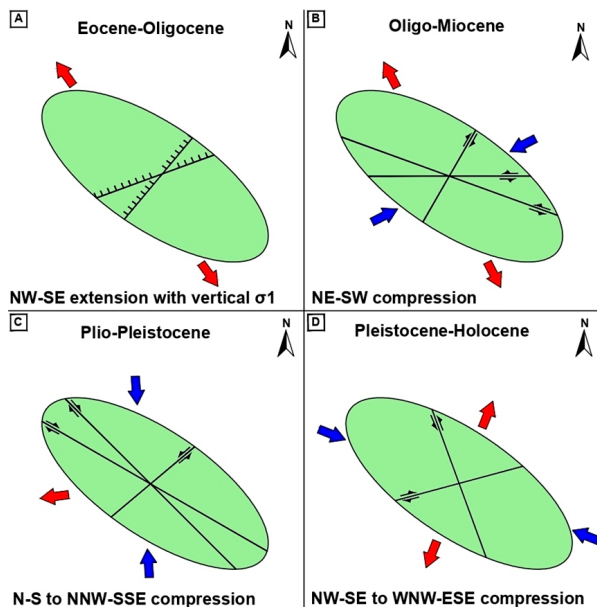 A
Eocene-Oligocene
N
NW-SE extension with vertical σ1
B
Oligo-Miocene
N
NE-SW compression
C
Plio-Pleistocene
N
N-S to NNW-SSE compression
D
Pleistocene-Holocene
N
NW-SE to WNW-ESE compression